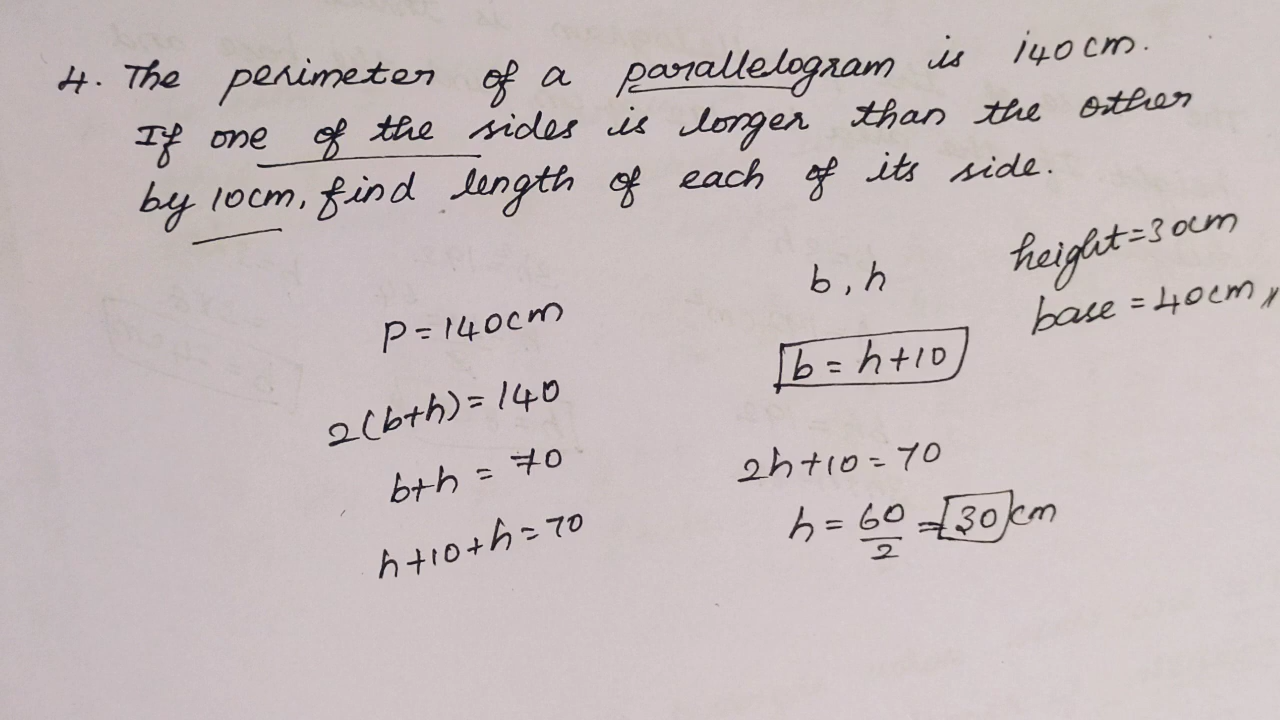 4. The perimeter of a parallelogram is 140cm.
If one of the sides is longer than the other
by 10cm, find length of each of its side.
P=140cm
2(b+h)=140
b+h = 70
h+10+h=70
b, h
b = h+10
2h+10=70
h = 60/2 = 30 cm
height=30cm
base = 40cm //